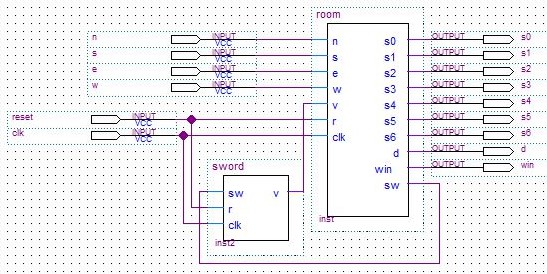 room
n INPUT VCC n s0 OUTPUT s0
s INPUT VCC s s1 OUTPUT s1
e INPUT VCC e s2 OUTPUT s2
w INPUT VCC w s3 OUTPUT s3
v s4 OUTPUT s4
reset INPUT VCC r s5 OUTPUT s5
clk INPUT VCC clk s6 OUTPUT s6
d OUTPUT d
win OUTPUT win
sw
inst
sword
sw v
r
clk
inst2